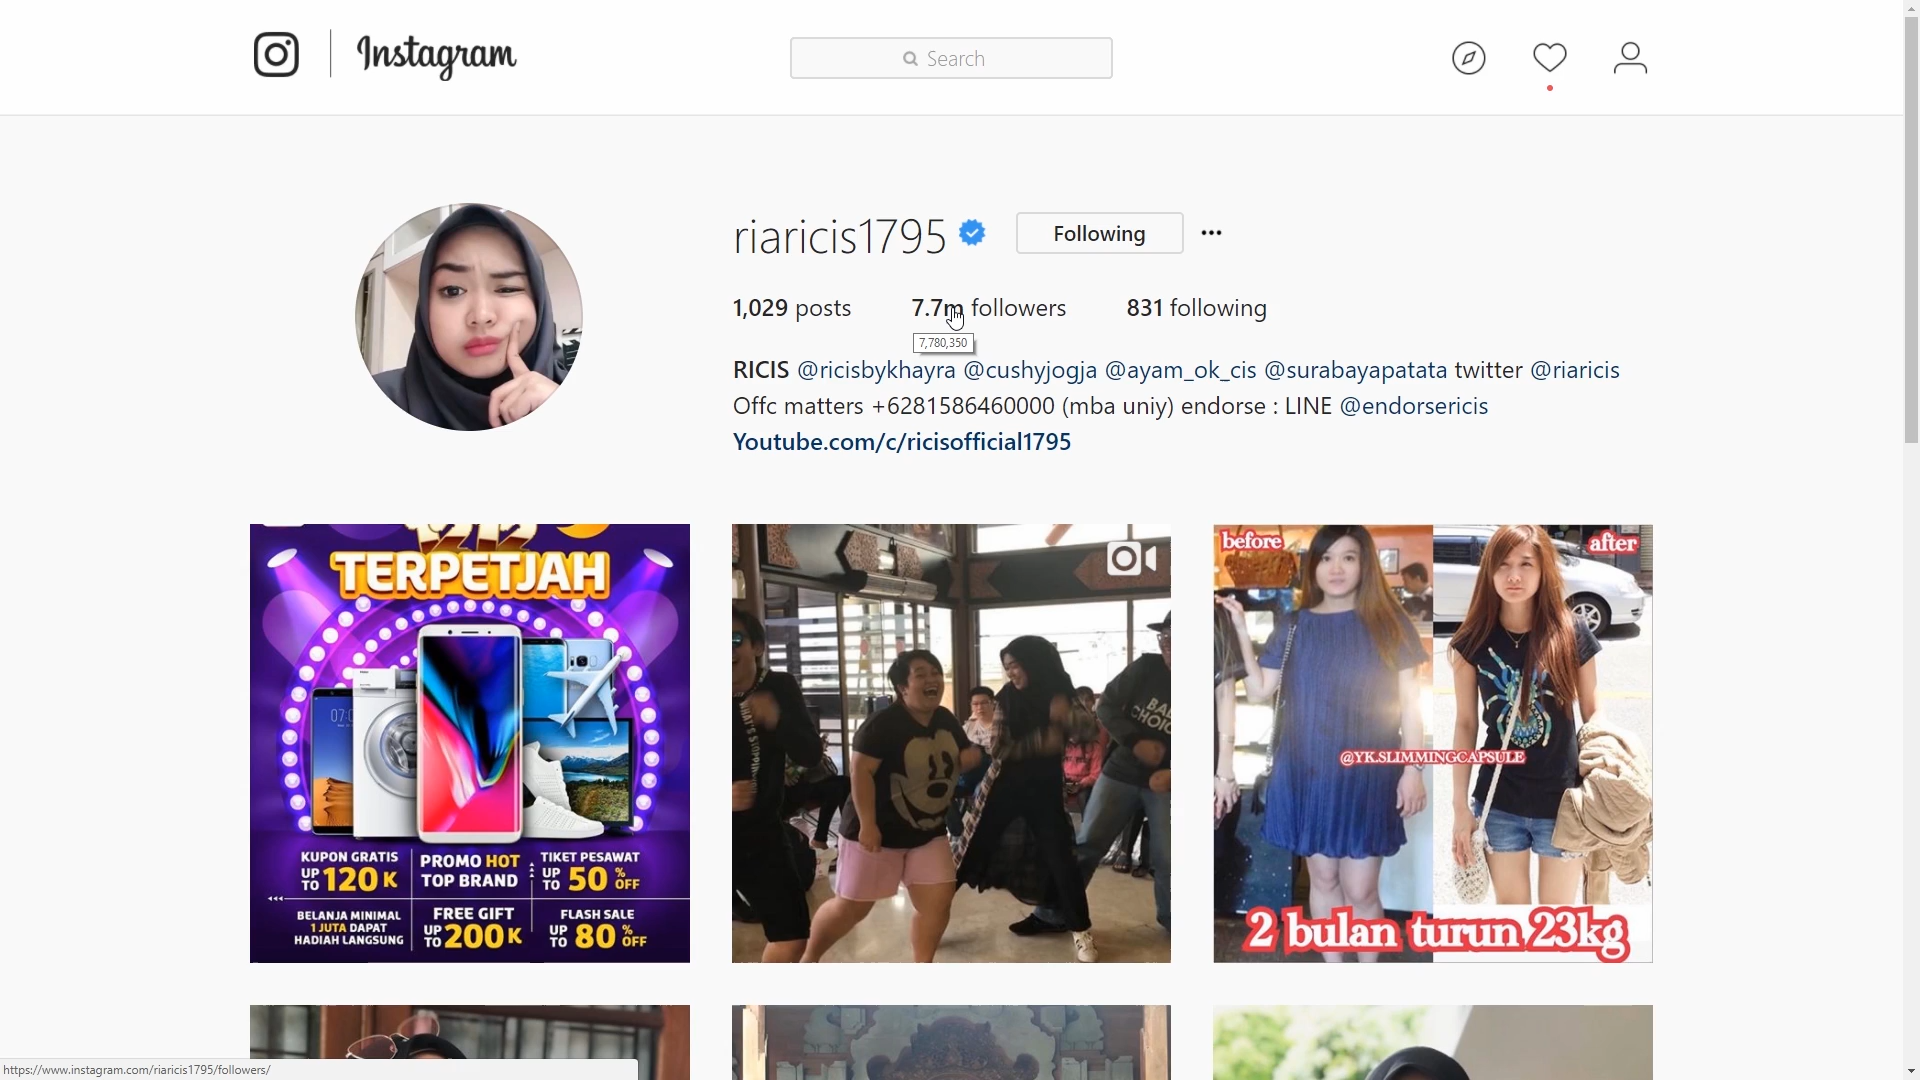 Instagram
Search
riaricis1795
Following
1,029 posts
7.7m followers
831 following
7,780,350
RICIS @ricisbykhayra @cushyjogja @ayam_ok_cis @surabayapatata twitter @riaricis
Offc matters +6281586460000 (mba uniy) endorse : LINE @endorsericis
Youtube.com/c/ricisofficial1795
TERPETJAH
KUPON GRATIS
UP TO 120K
PROMO HOT
TOP BRAND
TIKET PESAWAT
UP TO 50% OFF
BELANJA MINIMAL
1 JUTA DAPAT
HADIAH LANGSUNG
FREE GIFT
UP TO 200K
FLASH SALE
UP TO 80% OFF
before
after
@YK.SLIMMINGCAPSULE
2 bulan turun 23kg
https://www.instagram.com/riaricis1795/followers/